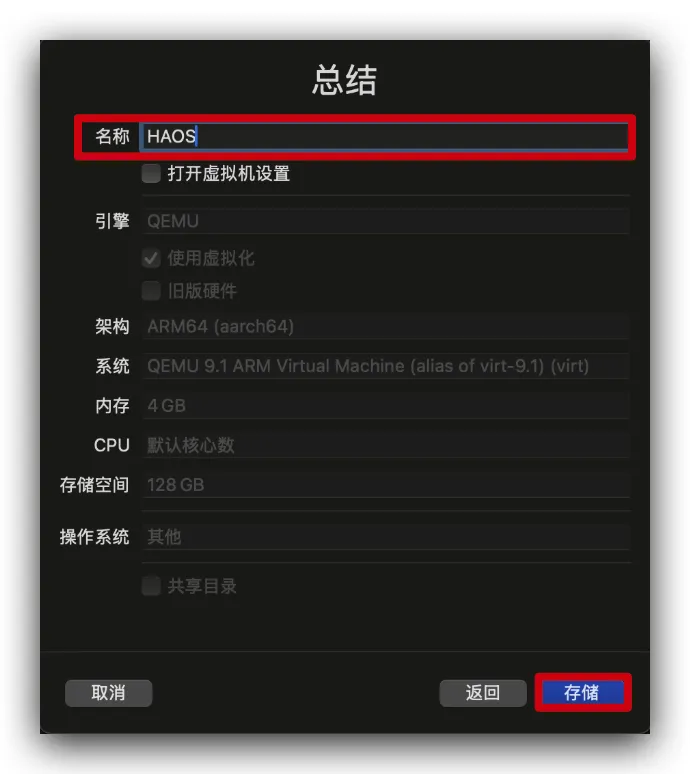 总结
名称 HAOS
打开虚拟机设置
引擎 QEMU
使用虚拟化
旧版硬件
架构 ARM64 (aarch64)
系统 QEMU 9.1 ARM Virtual Machine (alias of virt-9.1) (virt)
内存 4 GB
CPU 默认核心数
存储空间 128 GB
操作系统 其他
共享目录
取消 返回 存储